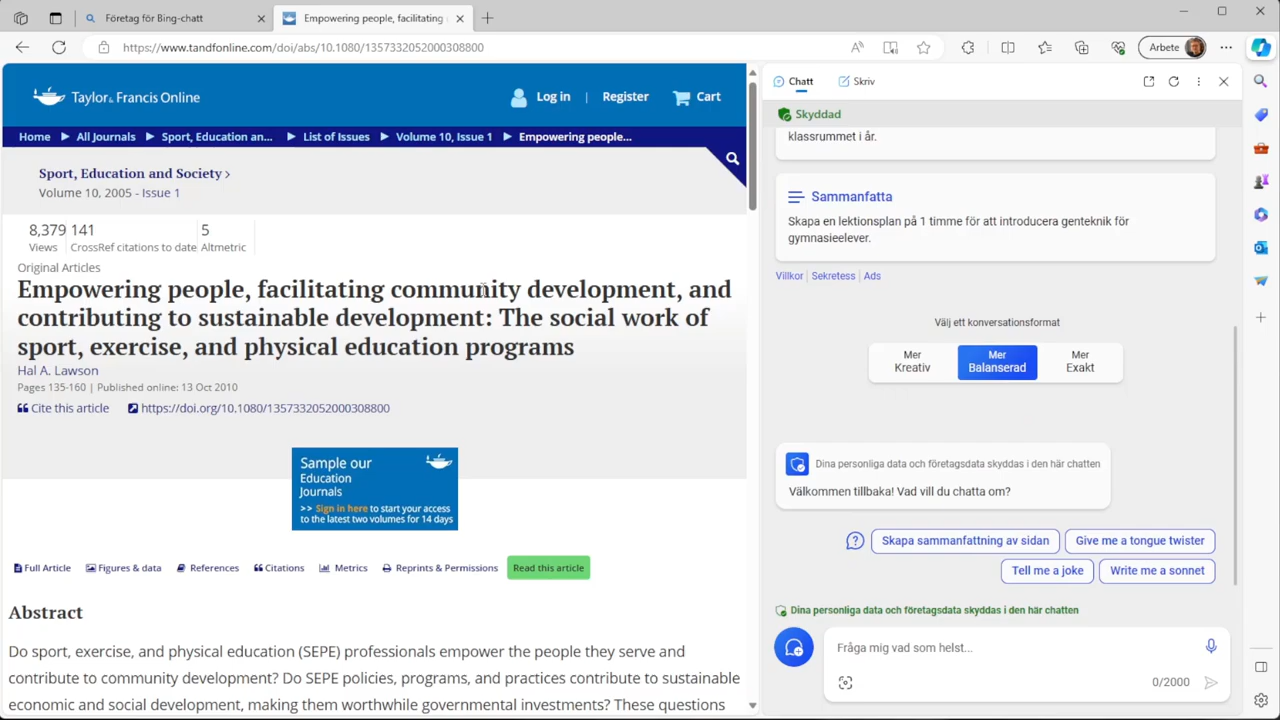 Företag för Bing-chatt
Empowering people, facilitating
https://www.tandfonline.com/doi/abs/10.1080/1357332052000308800
Arbete
Taylor & Francis Online
Log in | Register Cart
Home ▶ All Journals ▶ Sport, Education an... ▶ List of Issues ▶ Volume 10, Issue 1 ▶ Empowering people...
Sport, Education and Society >
Volume 10, 2005 - Issue 1
8,379 141 5
Views CrossRef citations to date Altmetric
Original Articles
Empowering people, facilitating community development, and
contributing to sustainable development: The social work of
sport, exercise, and physical education programs
Hal A. Lawson
Pages 135-160 | Published online: 13 Oct 2010
Cite this article https://doi.org/10.1080/1357332052000308800
Sample our
Education
Journals
>> Sign in here to start your access
to the latest two volumes for 14 days
Full Article Figures & data References Citations Metrics Reprints & Permissions Read this article
Abstract
Do sport, exercise, and physical education (SEPE) professionals empower the people they serve and
contribute to community development? Do SEPE policies, programs, and practices contribute to sustainable
economic and social development, making them worthwhile governmental investments? These questions
Chatt Skriv
Skyddad
klassrummet i år.
Sammanfatta
Skapa en lektionsplan på 1 timme för att introducera genteknik för
gymnasieelever.
Villkor | Sekretess | Ads
Välj ett konversationsformat
Mer
Kreativ
Mer
Balanserad
Mer
Exakt
Dina personliga data och företagsdata skyddas i den här chatten
Välkommen tillbaka! Vad vill du chatta om?
Skapa sammanfattning av sidan Give me a tongue twister
Tell me a joke Write me a sonnet
Dina personliga data och företagsdata skyddas i den här chatten
Fråga mig vad som helst...
0/2000